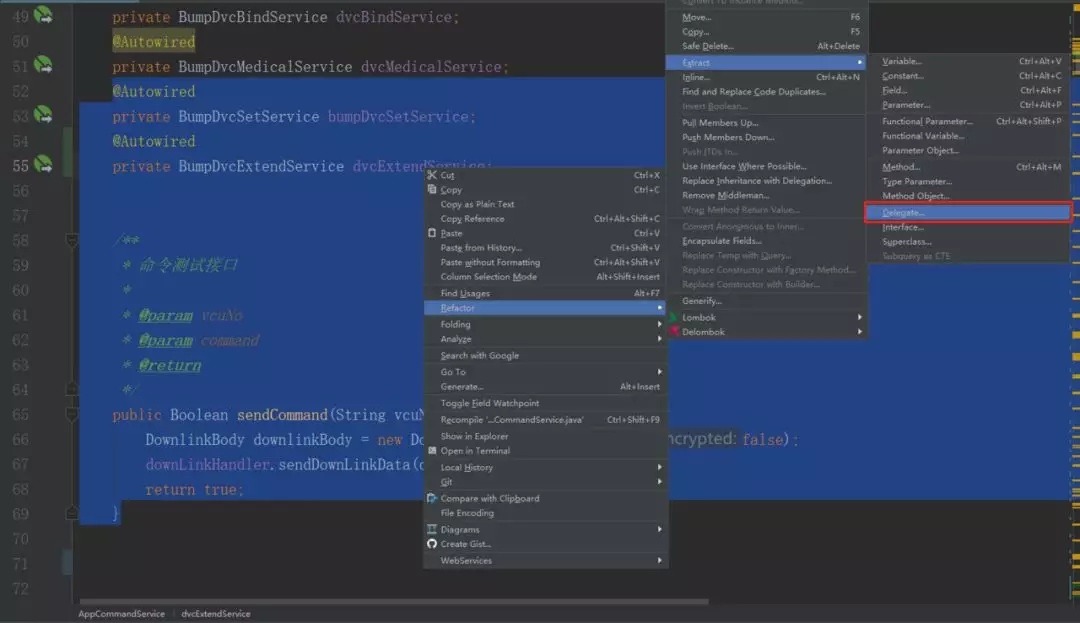 49 private BumpDvcBindService dvcBindService;
50 @Autowired
51 private BumpDvcMedicalService dvcMedicalService;
52 @Autowired
53 private BumpDvcSetService bumpDvcSetService;
54 @Autowired
55 private BumpDvcExtendService dvcExtendService;
56
57
58 /**
59 * 命令测试接口
60 *
61 * @param vcuNo
62 * @param command
63 * @return
64 */
65 public Boolean sendCommand(String vcuN
66 DownlinkBody downlinkBody = new Do ncrypted: false);
67 downLinkHandler.sendDownLinkData(d
68 return true;
69 }
70
71
72
Cut Ctrl+X
Copy Ctrl+C
Copy as Plain Text
Copy Reference Ctrl+Alt+Shift+C
Paste Ctrl+V
Paste from History... Ctrl+Shift+V
Paste without Formatting Ctrl+Alt+Shift+V
Column Selection Mode Alt+Shift+Insert
Find Usages Alt+F7
Refactor
Folding
Analyze
Search with Google
Go To
Generate... Alt+Insert
Toggle Field Watchpoint
Recompile '...CommandService.java' Ctrl+Shift+F9
Show in Explorer
Open in Terminal
Local History
Git
Compare with Clipboard
File Encoding
Diagrams
Create Gist...
WebServices
Convert To Instance Method...
Move... F6
Copy... F5
Safe Delete... Alt+Delete
Extract
Inline... Ctrl+Alt+N
Find and Replace Code Duplicates...
Invert Boolean...
Pull Members Up...
Push Members Down...
Push ITDs In...
Use Interface Where Possible...
Replace Inheritance with Delegation...
Remove Middleman...
Wrap Method Return Value...
Convert Anonymous to Inner...
Encapsulate Fields...
Replace Temp with Query...
Replace Constructor with Factory Method...
Replace Constructor with Builder...
Generify...
Lombok
Delombok
Variable... Ctrl+Alt+V
Constant... Ctrl+Alt+C
Field... Ctrl+Alt+F
Parameter... Ctrl+Alt+P
Functional Parameter... Ctrl+Alt+Shift+P
Functional Variable...
Parameter Object...
Method... Ctrl+Alt+M
Type Parameter...
Method Object...
Delegate...
Interface...
Superclass...
Subquery as CTE
AppCommandService dvcExtendService